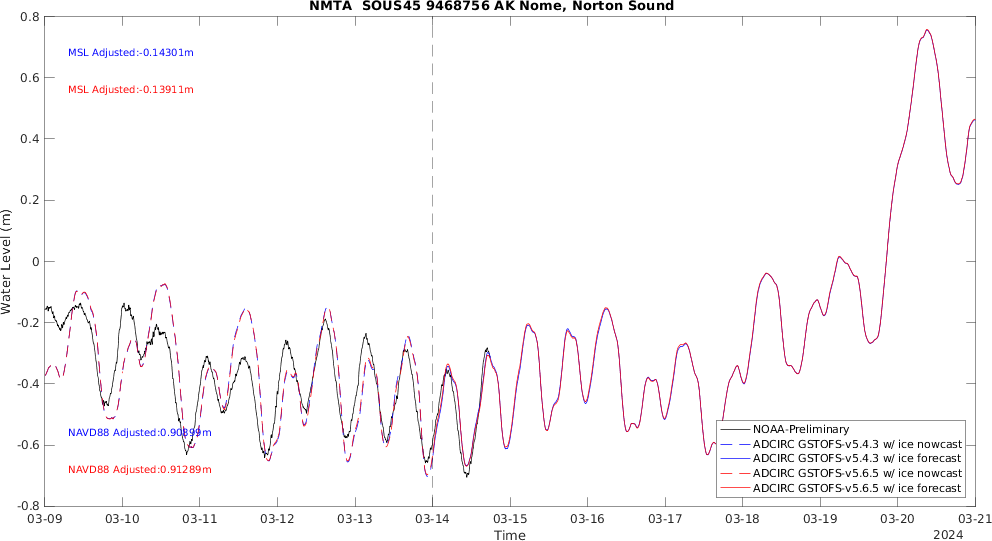 NMTA SOUS45 9468756 AK Nome, Norton Sound
0.8
0.6
0.4
0.2
0
-0.2
-0.4
-0.6
-0.8
Water Level (m)
MSL Adjusted:-0.14301m
MSL Adjusted:-0.13911m
NAVD88 Adjusted:0.90899m
NAVD88 Adjusted:0.91289m
NOAA-Preliminary
ADCIRC GSTOFS-v5.4.3 w/ ice nowcast
ADCIRC GSTOFS-v5.4.3 w/ ice forecast
ADCIRC GSTOFS-v5.6.5 w/ ice nowcast
ADCIRC GSTOFS-v5.6.5 w/ ice forecast
03-09 03-10 03-11 03-12 03-13 03-14 03-15 03-16 03-17 03-18 03-19 03-20 03-21
Time
2024